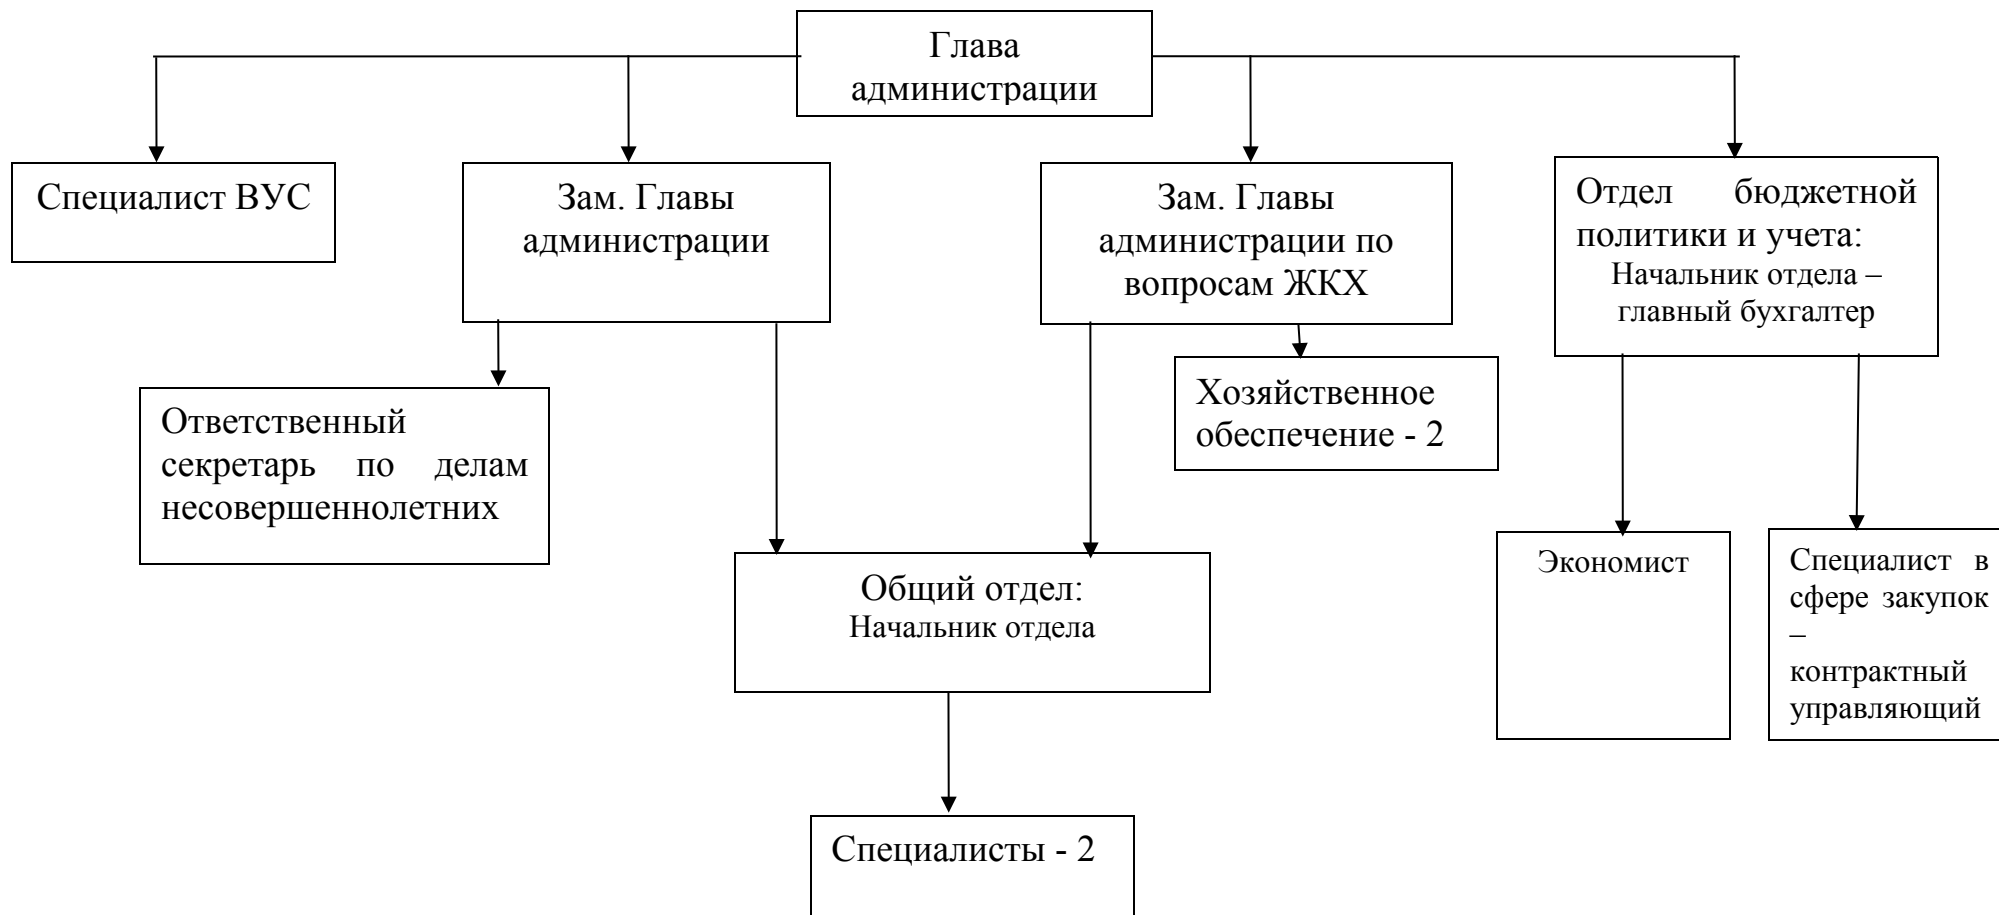 Глава
администрации
Специалист ВУС
Зам. Главы
администрации
Зам. Главы
администрации по
вопросам ЖКХ
Отдел бюджетной
политики и учета:
Начальник отдела –
главный бухгалтер
Ответственный
секретарь по делам
несовершеннолетних
Хозяйственное
обеспечение - 2
Общий отдел:
Начальник отдела
Экономист
Специалист в
сфере закупок
–
контрактный
управляющий
Специалисты - 2